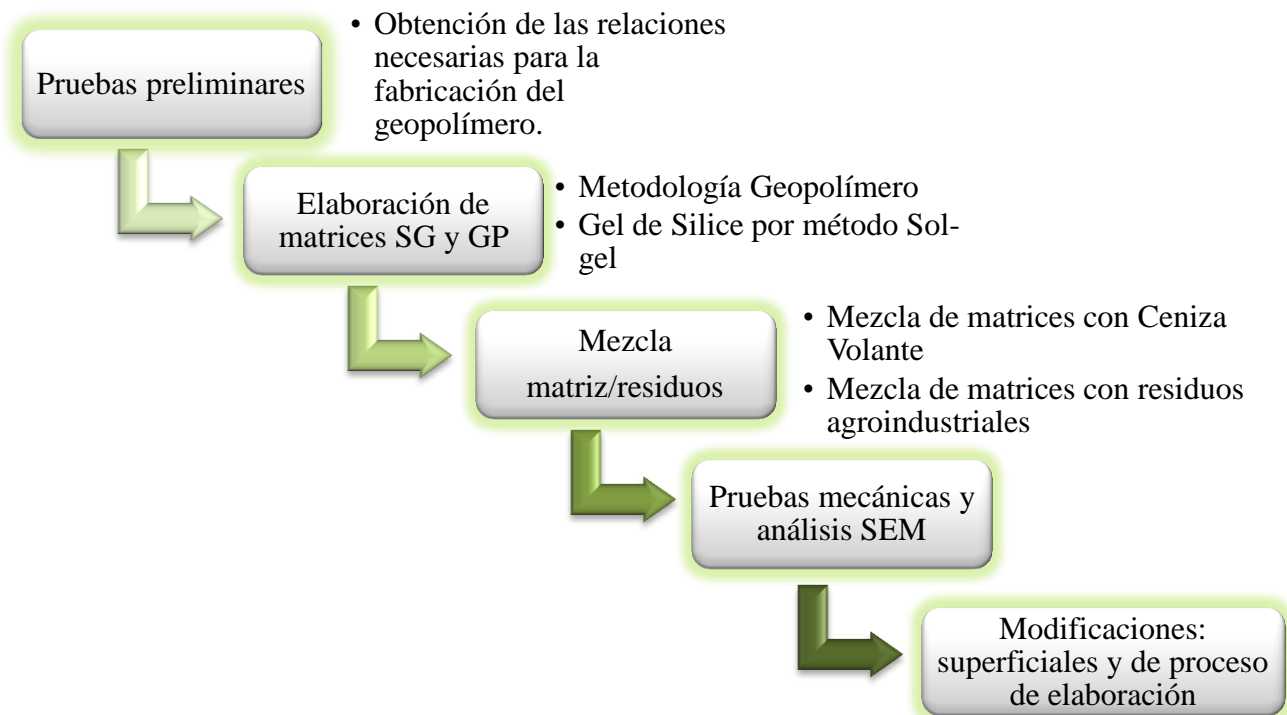 Pruebas preliminares
• Obtención de las relaciones
necesarias para la
fabricación del
geopolímero.
Elaboración de
matrices SG y GP
• Metodología Geopolímero
• Gel de Silice por método Sol-
gel
Mezcla
matriz/residuos
• Mezcla de matrices con Ceniza
Volante
• Mezcla de matrices con residuos
agroindustriales
Pruebas mecánicas y
análisis SEM
Modificaciones:
superficiales y de proceso
de elaboración